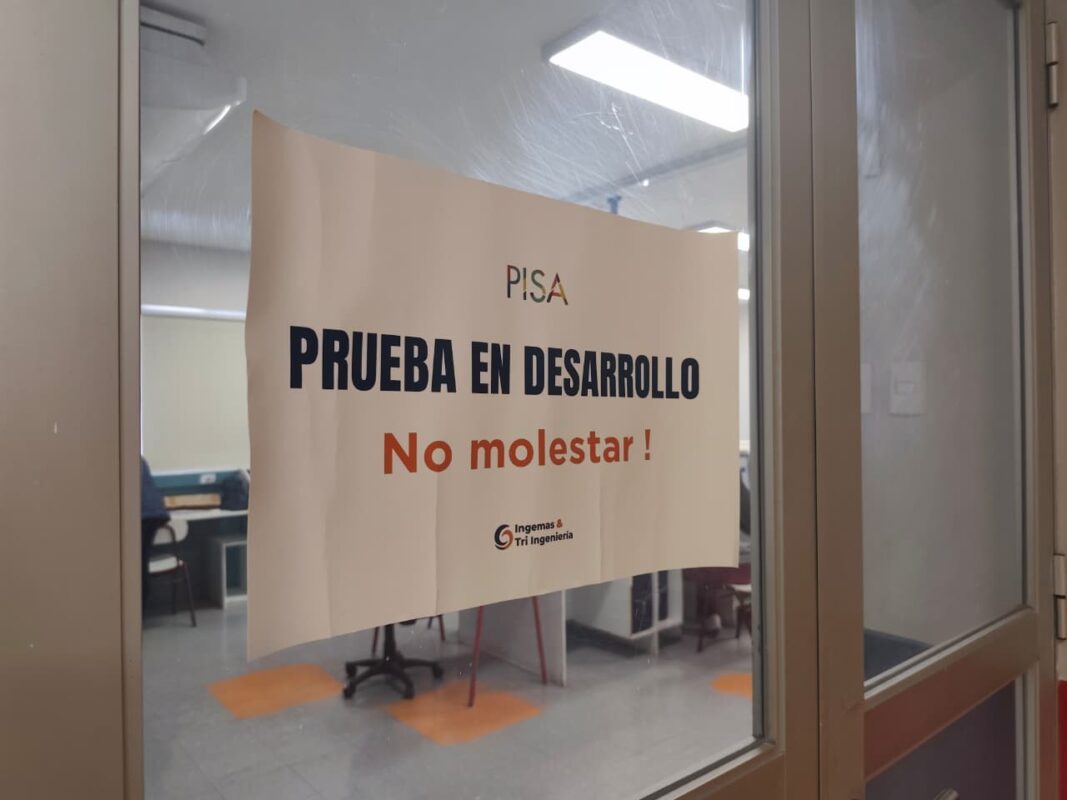 PISA
PRUEBA EN DESARROLLO
No molestar !
Ingemas &
Tri Ingeniería